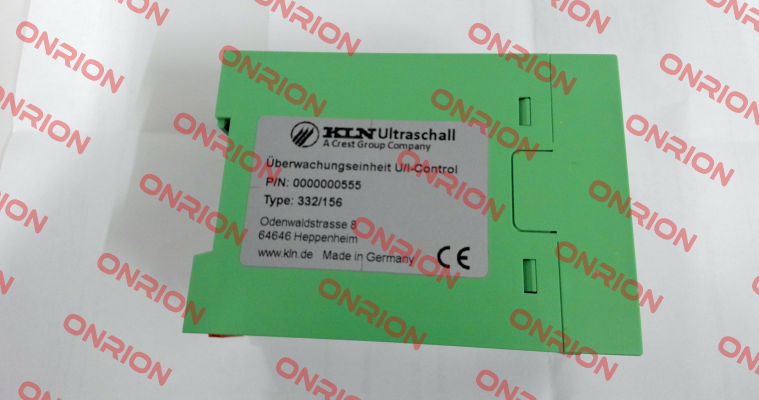 KLN Ultraschall
A Crest Group Company
Überwachungseinheit U/I-Control
P/N: 0000000555
Type: 332/156
Odenwaldstrasse 8
64646 Heppenheim
www.kln.de Made in Germany
CE
ONRION